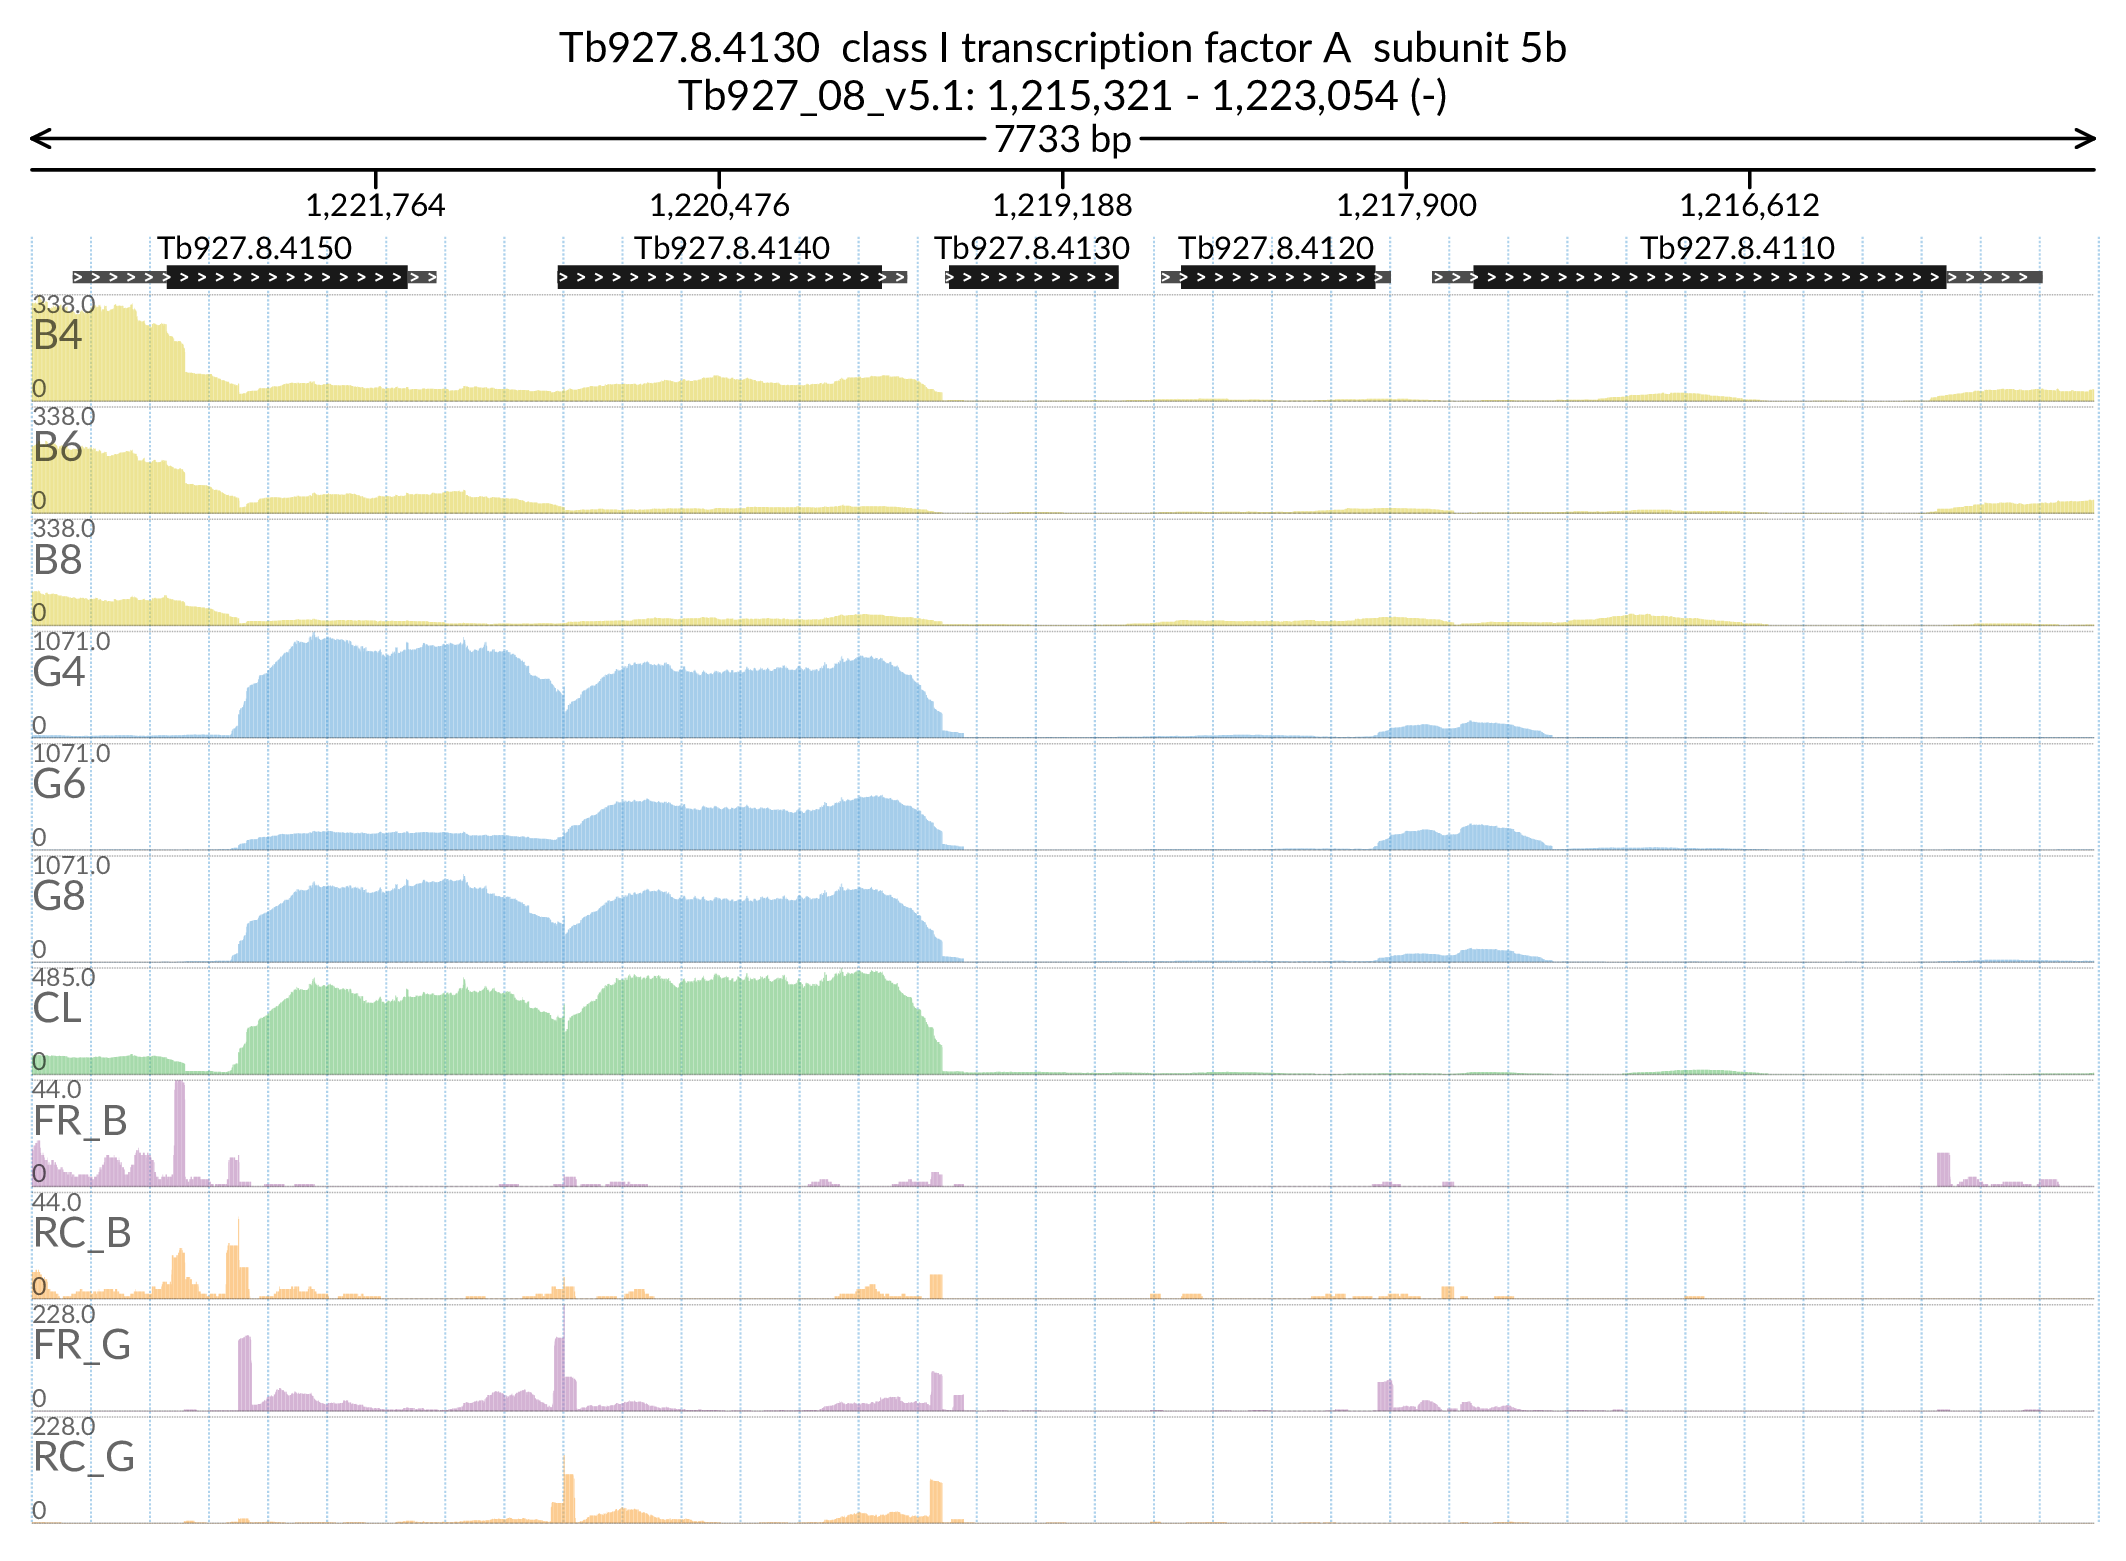 Tb927.8.4130  class I transcription factor A  subunit 5b
Tb927_08_v5.1: 1,215,321 - 1,223,054 (-)
7733 bp
1,221,764 1,220,476 1,219,188 1,217,900 1,216,612
Tb927.8.4150 Tb927.8.4140 Tb927.8.4130 Tb927.8.4120 Tb927.8.4110
338.0
B4
0
338.0
B6
0
338.0
B8
0
1071.0
G4
0
1071.0
G6
0
1071.0
G8
0
485.0
CL
0
44.0
FR_B
0
44.0
RC_B
0
228.0
FR_G
0
228.0
RC_G
0